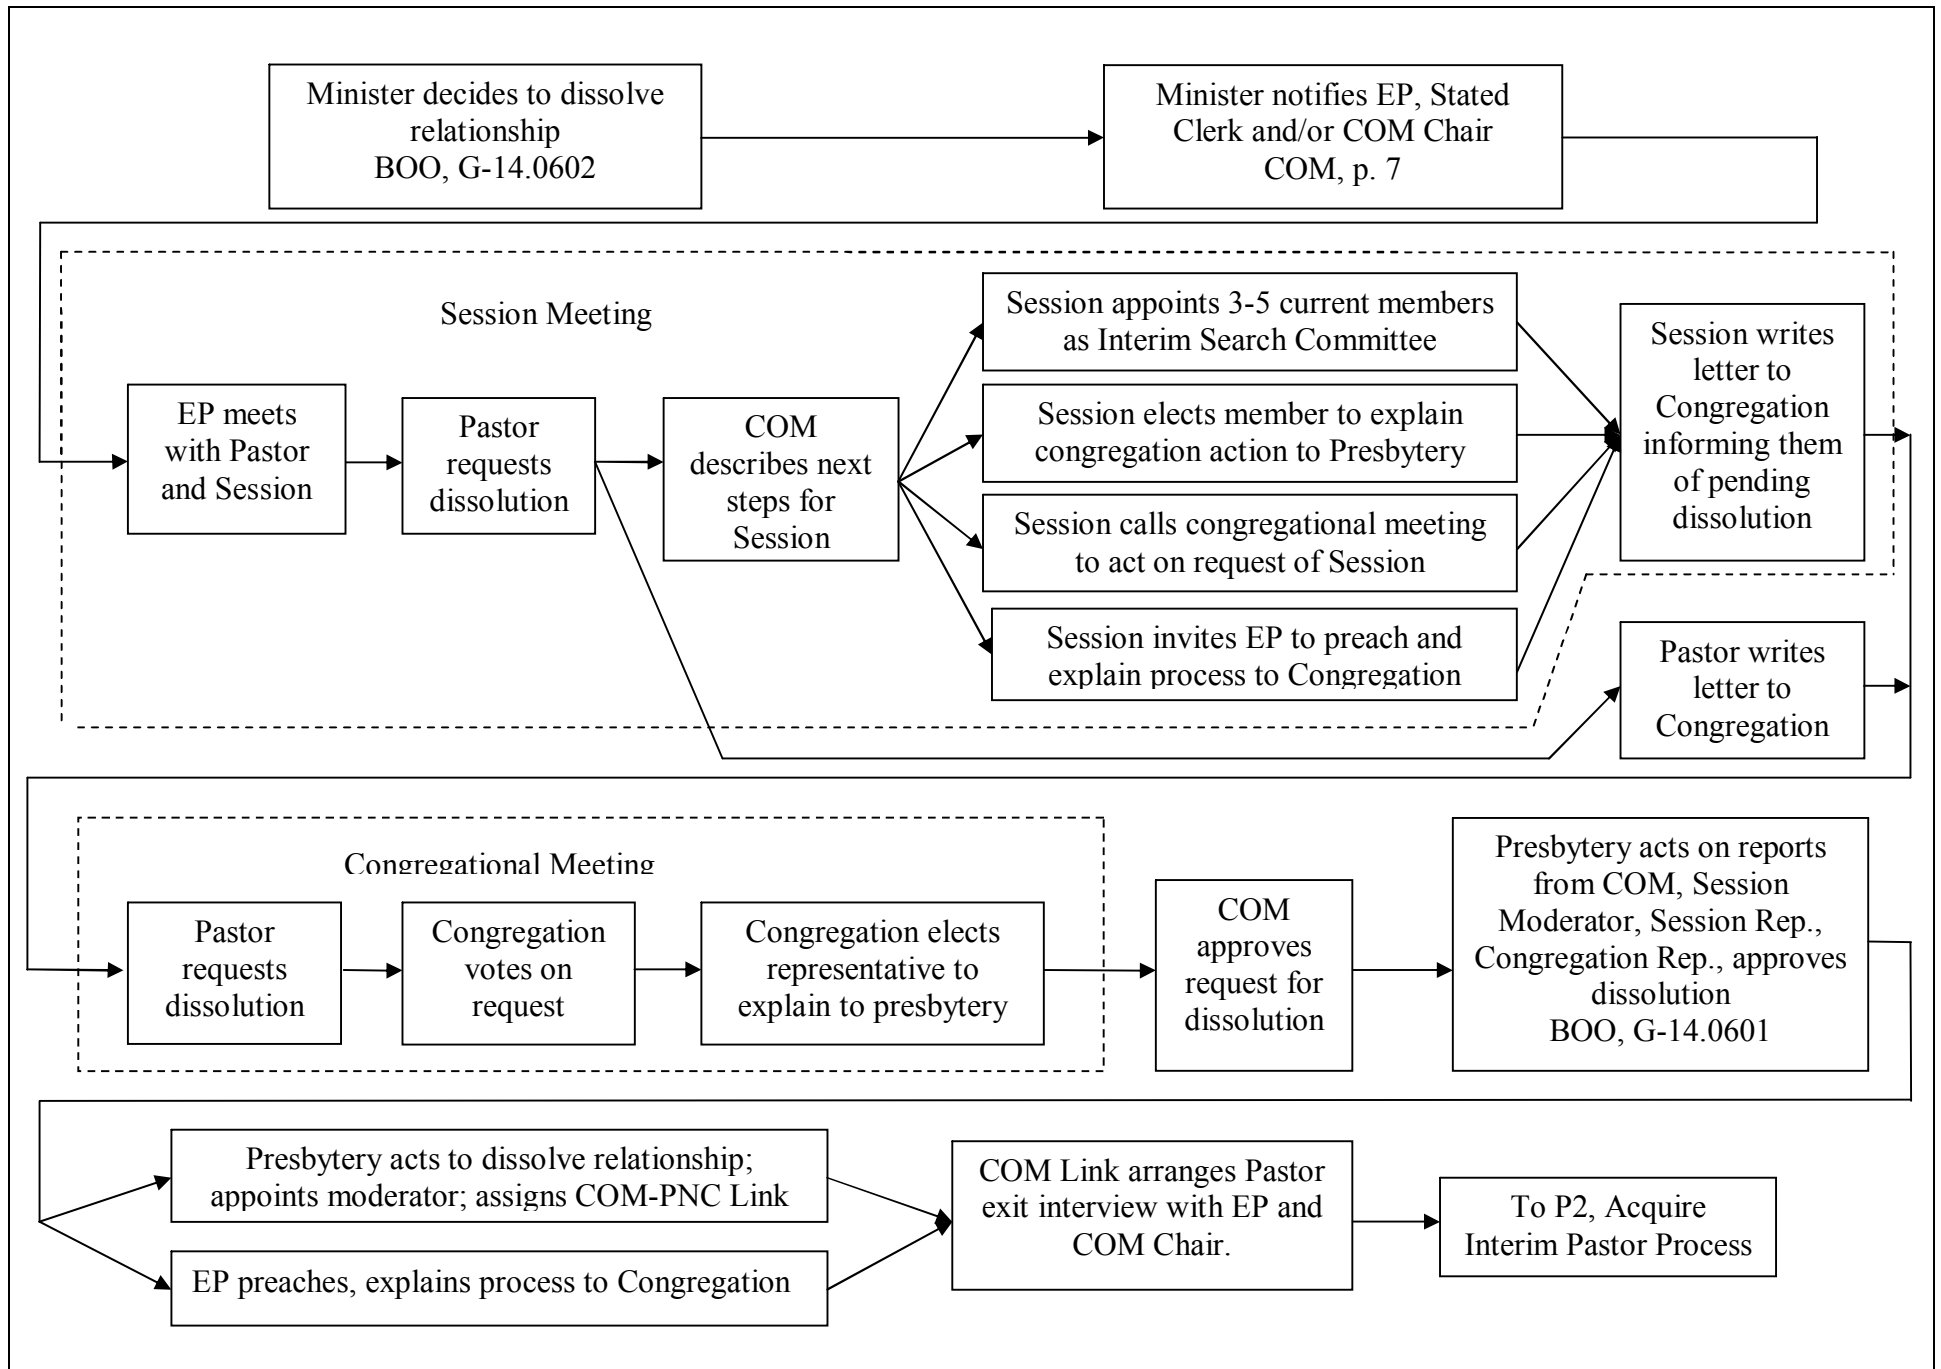 Minister decides to dissolve
relationship
BOO, G-14.0602
Minister notifies EP, Stated
Clerk and/or COM Chair
COM, p. 7
Session Meeting
EP meets
with Pastor
and Session
Pastor
requests
dissolution
COM
describes next
steps for
Session
Session appoints 3-5 current members
as Interim Search Committee
Session elects member to explain
congregation action to Presbytery
Session calls congregational meeting
to act on request of Session
Session invites EP to preach and
explain process to Congregation
Session writes
letter to
Congregation
informing them
of pending
dissolution
Pastor writes
letter to
Congregation
Congregational Meeting
Pastor
requests
dissolution
Congregation
votes on
request
Congregation elects
representative to
explain to presbytery
COM
approves
request for
dissolution
Presbytery acts on reports
from COM, Session
Moderator, Session Rep.,
Congregation Rep., approves
dissolution
BOO, G-14.0601
Presbytery acts to dissolve relationship;
appoints moderator; assigns COM-PNC Link
EP preaches, explains process to Congregation
COM Link arranges Pastor
exit interview with EP and
COM Chair.
To P2, Acquire
Interim Pastor Process